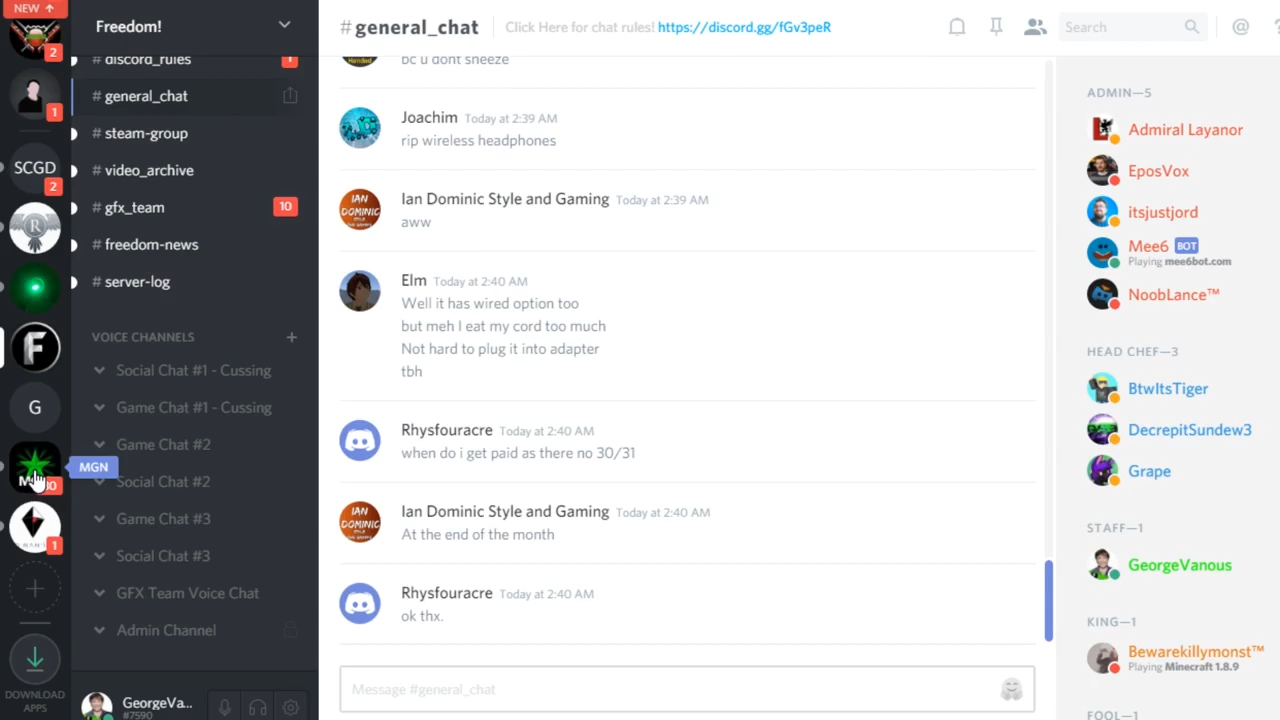 NEW ↑
2
1
SCGD
2
R
F
G
MGN
1
DOWNLOAD
APPS
Freedom!
discord_rules
1
# general_chat
# steam-group
# video_archive
# gfx_team
10
# freedom-news
# server-log
VOICE CHANNELS
Social Chat #1 - Cussing
Game Chat #1 - Cussing
Game Chat #2
Social Chat #2
Game Chat #3
Social Chat #3
GFX Team Voice Chat
Admin Channel
GeorgeVa...
#7590
#general_chat
Click Here for chat rules! https://discord.gg/fGv3peR
Search
bc u dont sneeze
Joachim Today at 2:39 AM
rip wireless headphones
IAN
DOMINIC
Ian Dominic Style and Gaming Today at 2:39 AM
aww
Elm Today at 2:40 AM
Well it has wired option too
but meh I eat my cord too much
Not hard to plug it into adapter
tbh
Rhysfouracre Today at 2:40 AM
when do i get paid as there no 30/31
IAN
DOMINIC
Ian Dominic Style and Gaming Today at 2:40 AM
At the end of the month
Rhysfouracre Today at 2:40 AM
ok thx.
Message #general_chat
ADMIN—5
Admiral Layanor
EposVox
itsjustjord
Mee6 BOT
Playing mee6bot.com
NoobLance™
HEAD CHEF—3
BtwItsTiger
DecrepitSundew3
Grape
STAFF—1
GeorgeVanous
KING—1
Bewarekillymonst™
Playing Minecraft 1.8.9
FOOL—1